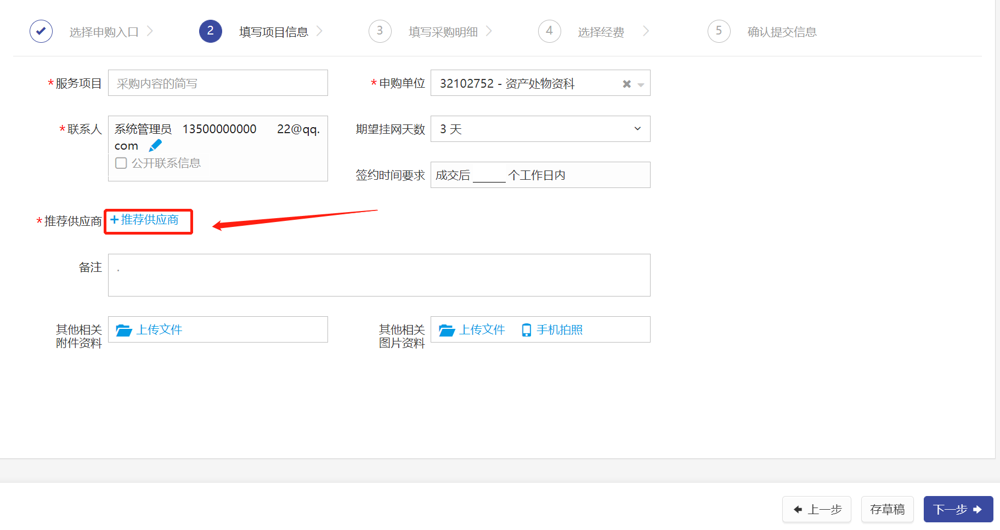 选择申购入口
2 填写项目信息
3 填写采购明细
4 选择经费
5 确认提交信息
*服务项目 采购内容的简写
*申购单位 32102752 - 资产处物资科
*联系人 系统管理员 13500000000 22@qq.
com
公开联系信息
期望挂网天数 3 天
签约时间要求 成交后 个工作日内
*推荐供应商 +推荐供应商
备注 .
其他相关
附件资料
上传文件
其他相关
图片资料
上传文件 手机拍照
上一步 存草稿 下一步